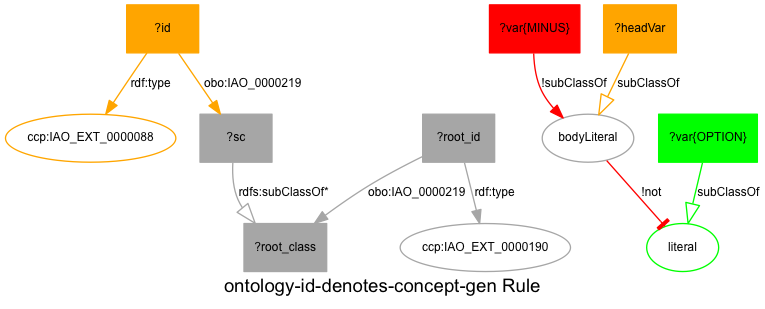 ?id
?var{MINUS}
?headVar
rdf:type
obo:IAO_0000219
!subClassOf
subClassOf
ccp:IAO_EXT_0000088
?sc
?root_id
bodyLiteral
?var{OPTION}
rdfs:subClassOf*
obo:IAO_0000219
rdf:type
!not
subClassOf
?root_class
ccp:IAO_EXT_0000190
literal
ontology-id-denotes-concept-gen Rule